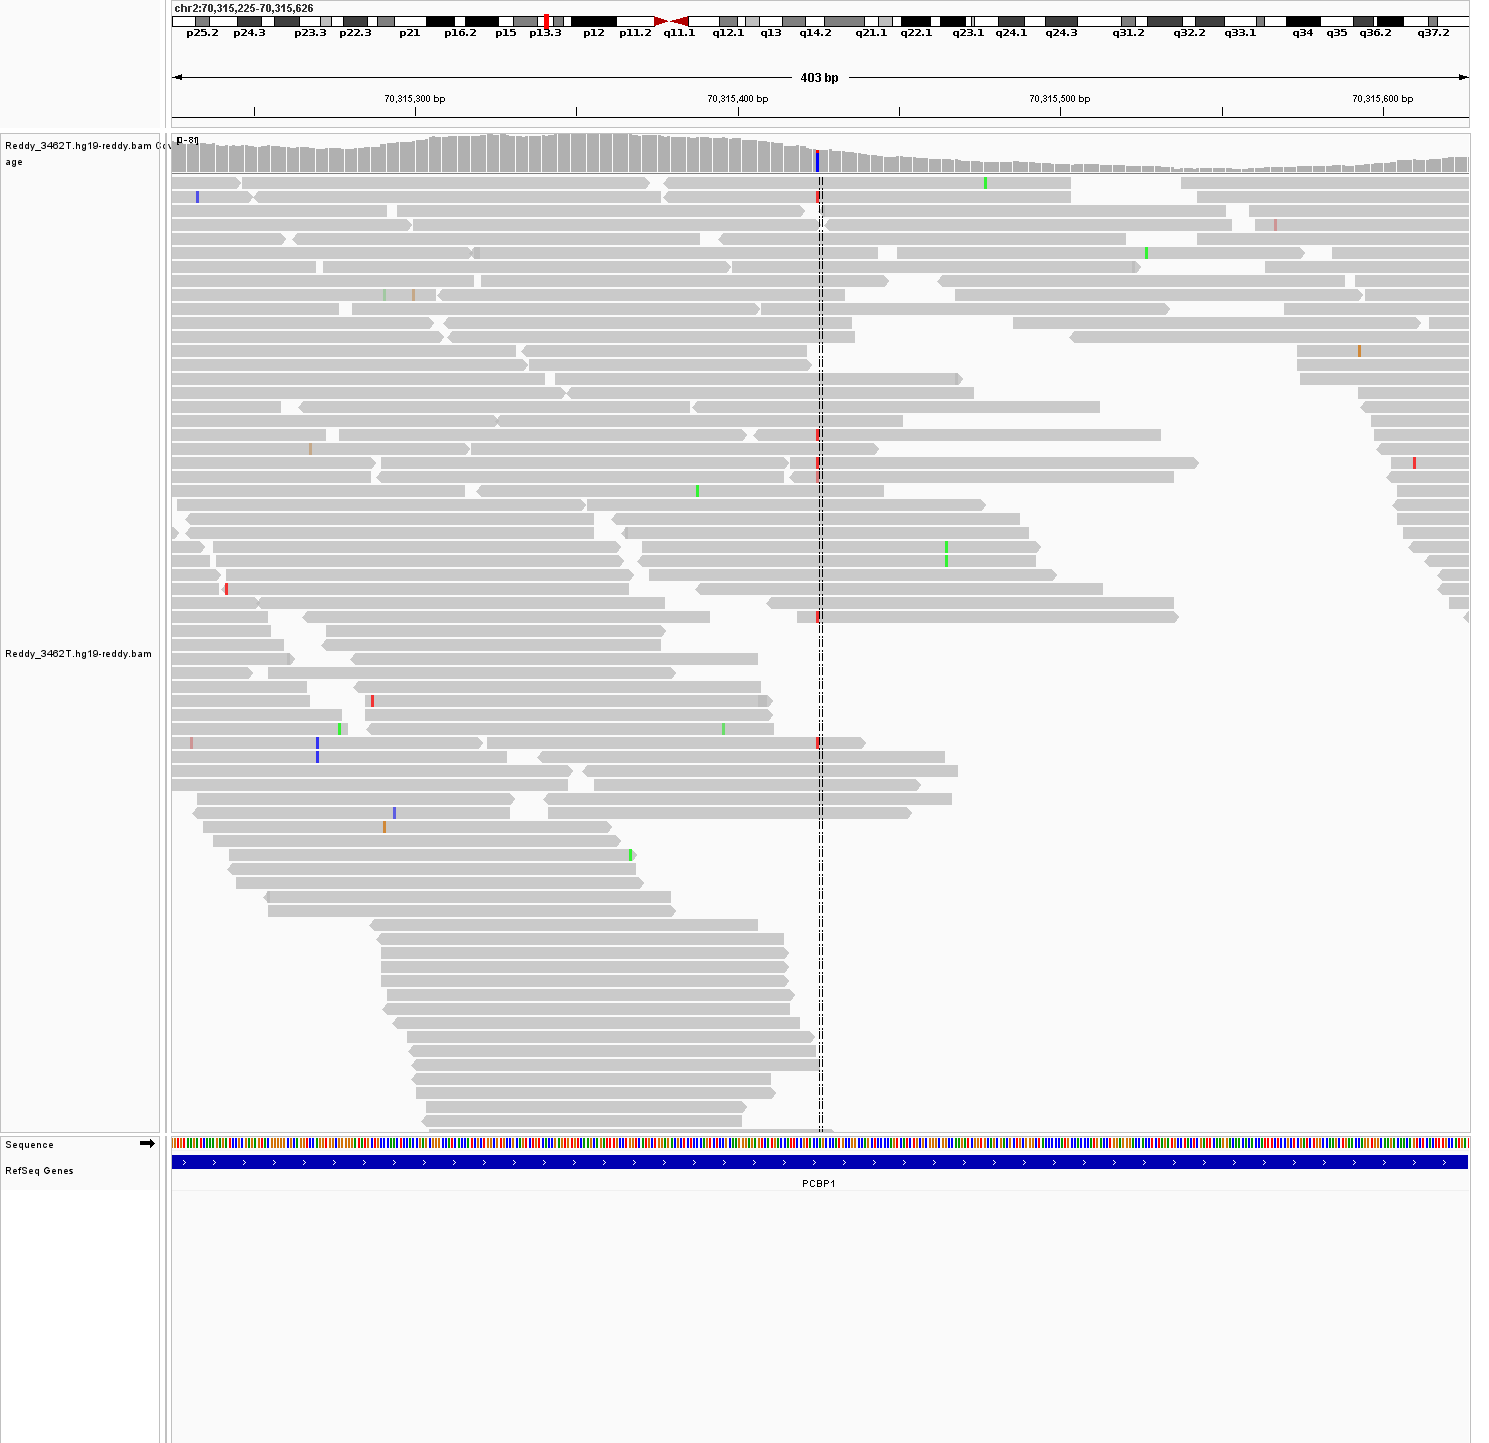 chr2:70,315,225-70,315,626
p25.2 p24.3 p23.3 p22.3 p21 p16.2 p15 p13.3 p12 p11.2 q11.1 q12.1 q13 q14.2 q21.1 q22.1 q23.1 q24.1 q24.3 q31.2 q32.2 q33.1 q34 q35 q36.2 q37.2
403 bp
70,315,300 bp 70,315,400 bp 70,315,500 bp 70,315,600 bp
Reddy_3462T.hg19-reddy.bam Cov
age
[0-81]
Reddy_3462T.hg19-reddy.bam
Sequence
RefSeq Genes
PCBP1